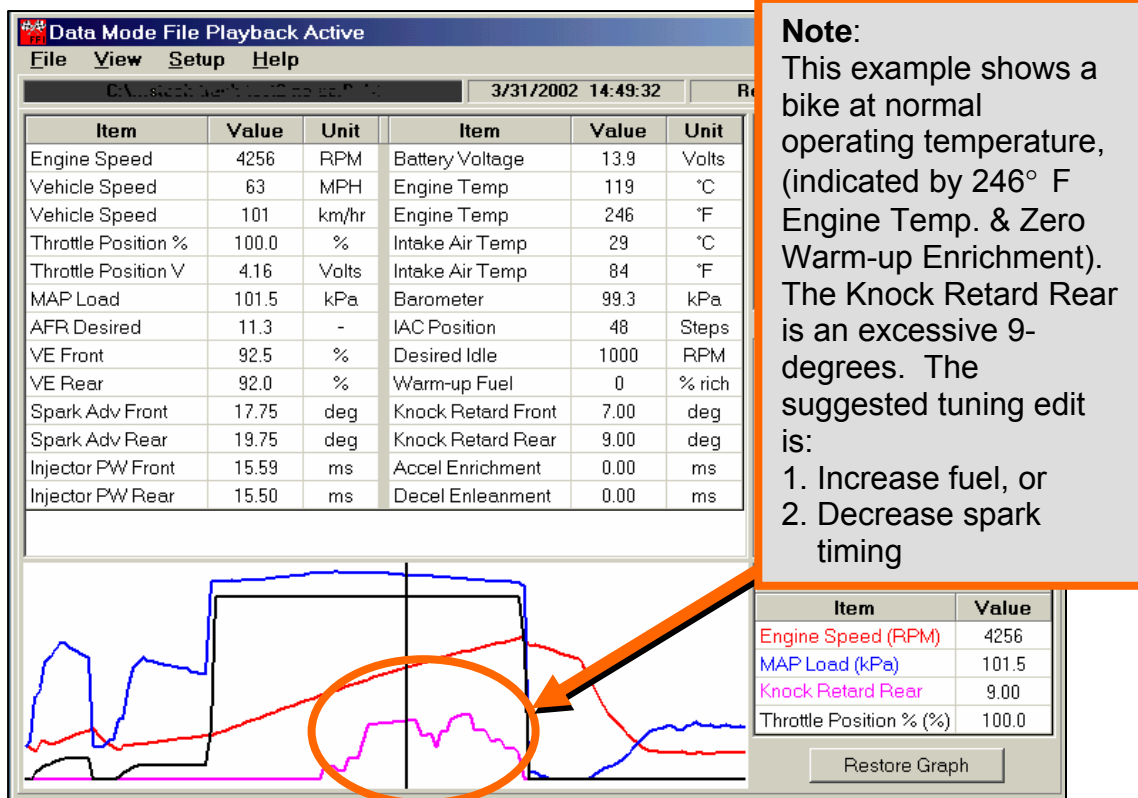 Data Mode File Playback Active
File View Setup Help
3/31/2002 14:49:32
Item Value Unit Item Value Unit
Engine Speed 4256 RPM Battery Voltage 13.9 Volts
Vehicle Speed 63 MPH Engine Temp 119 °C
Vehicle Speed 101 km/hr Engine Temp 246 °F
Throttle Position % 100.0 % Intake Air Temp 29 °C
Throttle Position V 4.16 Volts Intake Air Temp 84 °F
MAP Load 101.5 kPa Barometer 99.3 kPa
AFR Desired 11.3 - IAC Position 48 Steps
VE Front 92.5 % Desired Idle 1000 RPM
VE Rear 92.0 % Warm-up Fuel 0 % rich
Spark Adv Front 17.75 deg Knock Retard Front 7.00 deg
Spark Adv Rear 19.75 deg Knock Retard Rear 9.00 deg
Injector PW Front 15.59 ms Accel Enrichment 0.00 ms
Injector PW Rear 15.50 ms Decel Enleanment 0.00 ms
Note:
This example shows a
bike at normal
operating temperature,
(indicated by 246° F
Engine Temp. & Zero
Warm-up Enrichment).
The Knock Retard Rear
is an excessive 9-
degrees. The
suggested tuning edit
is:
1. Increase fuel, or
2. Decrease spark
timing
Item Value
Engine Speed (RPM) 4256
MAP Load (kPa) 101.5
Knock Retard Rear 9.00
Throttle Position % (%) 100.0
Restore Graph